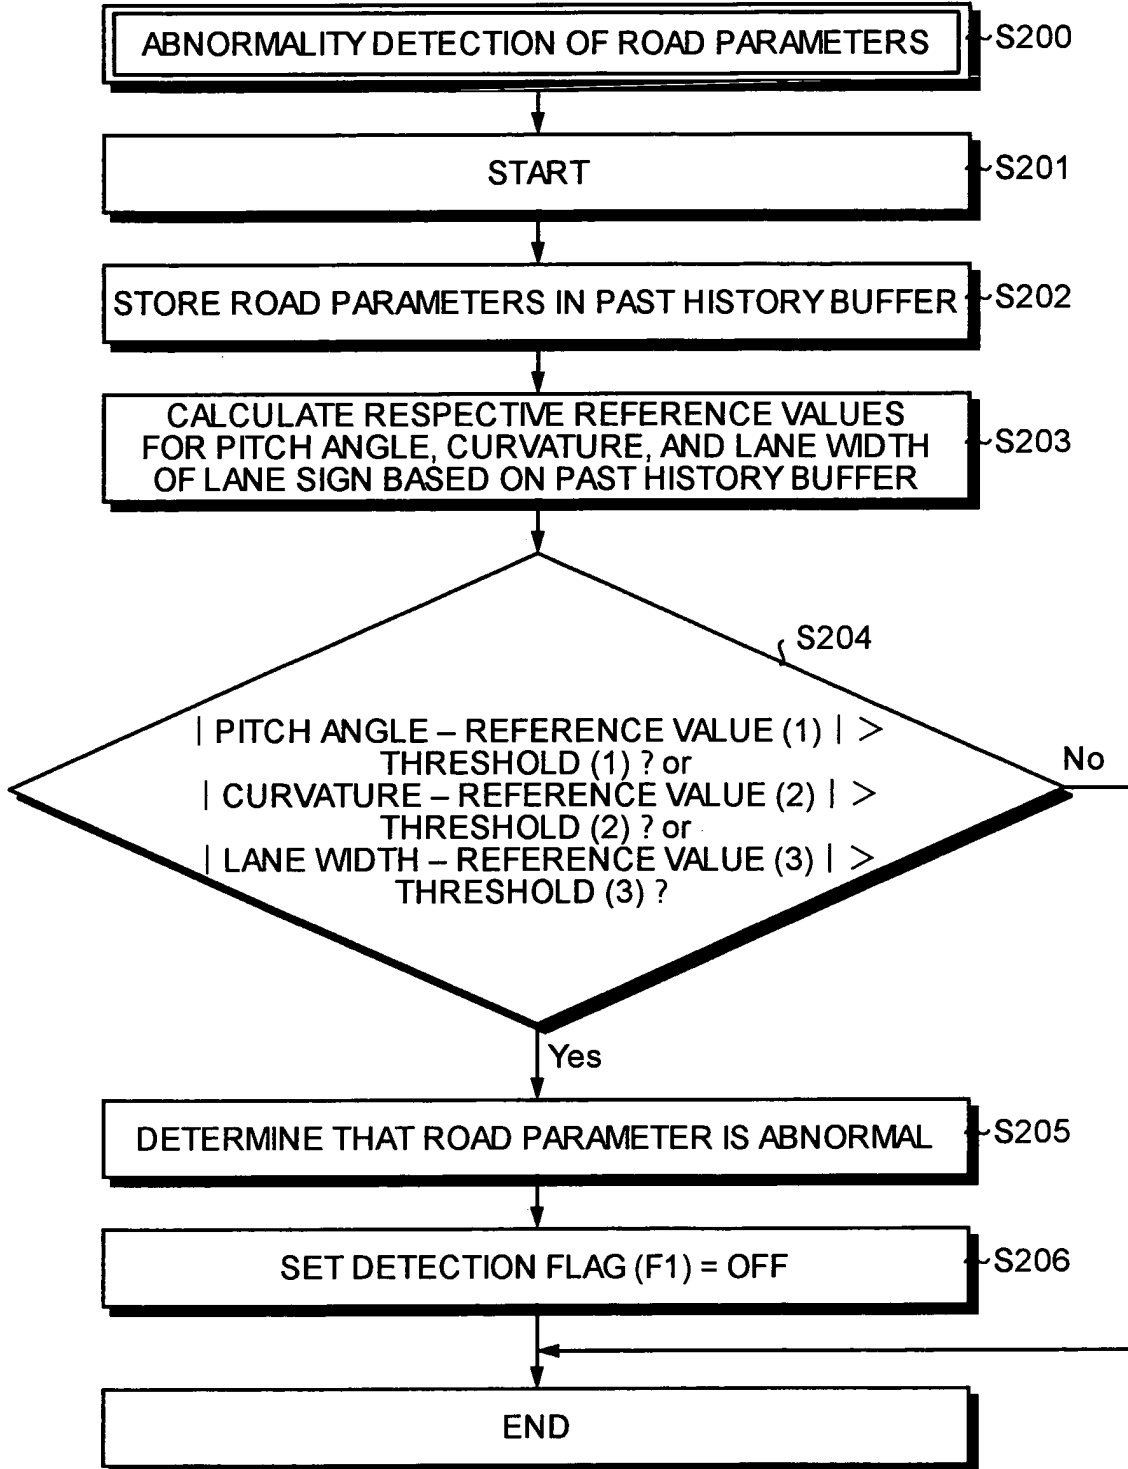 ABNORMALITY DETECTION OF ROAD PARAMETERS
S200
START
S201
STORE ROAD PARAMETERS IN PAST HISTORY BUFFER
S202
CALCULATE RESPECTIVE REFERENCE VALUES
FOR PITCH ANGLE, CURVATURE, AND LANE WIDTH
OF LANE SIGN BASED ON PAST HISTORY BUFFER
S203
S204
| PITCH ANGLE – REFERENCE VALUE (1) | >
THRESHOLD (1) ? or
| CURVATURE – REFERENCE VALUE (2) | >
THRESHOLD (2) ? or
| LANE WIDTH – REFERENCE VALUE (3) | >
THRESHOLD (3) ?
No
Yes
DETERMINE THAT ROAD PARAMETER IS ABNORMAL
S205
SET DETECTION FLAG (F1) = OFF
S206
END